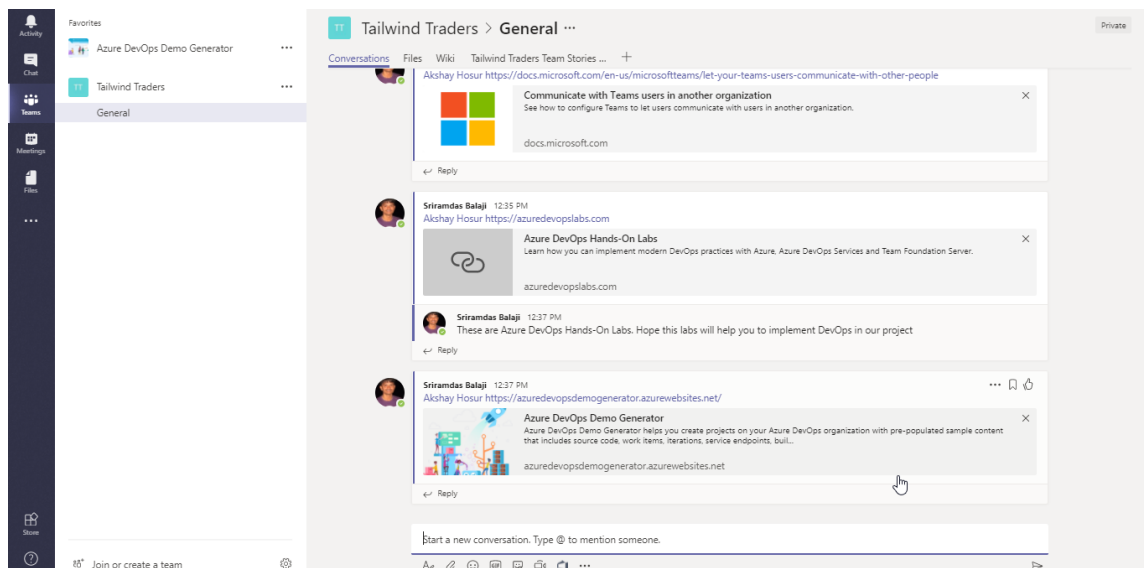 Activity
Chat
Teams
Meetings
Files
Store
Favorites
Azure DevOps Demo Generator
TT Tailwind Traders
General
Join or create a team
TT Tailwind Traders > General
Private
Conversations Files Wiki Tailwind Traders Team Stories ...
Akshay Hosur https://docs.microsoft.com/en-us/microsoftteams/let-your-teams-users-communicate-with-other-people
Communicate with Teams users in another organization
See how to configure Teams to let users communicate with users in another organization.
docs.microsoft.com
Reply
Sriramdas Balaji 12:35 PM
Akshay Hosur https://azuredevopslabs.com
Azure DevOps Hands-On Labs
Learn how you can implement modern DevOps practices with Azure, Azure DevOps Services and Team Foundation Server.
azuredevopslabs.com
Sriramdas Balaji 12:37 PM
These are Azure DevOps Hands-On Labs. Hope this labs will help you to implement DevOps in our project
Reply
Sriramdas Balaji 12:37 PM
Akshay Hosur https://azuredevopsdemogenerator.azurewebsites.net/
Azure DevOps Demo Generator
Azure DevOps Demo Generator helps you create projects on your Azure DevOps organization with pre-populated sample content
that includes source code, work items, iterations, service endpoints, buil...
azuredevopsdemogenerator.azurewebsites.net
Reply
Start a new conversation. Type @ to mention someone.
GIF